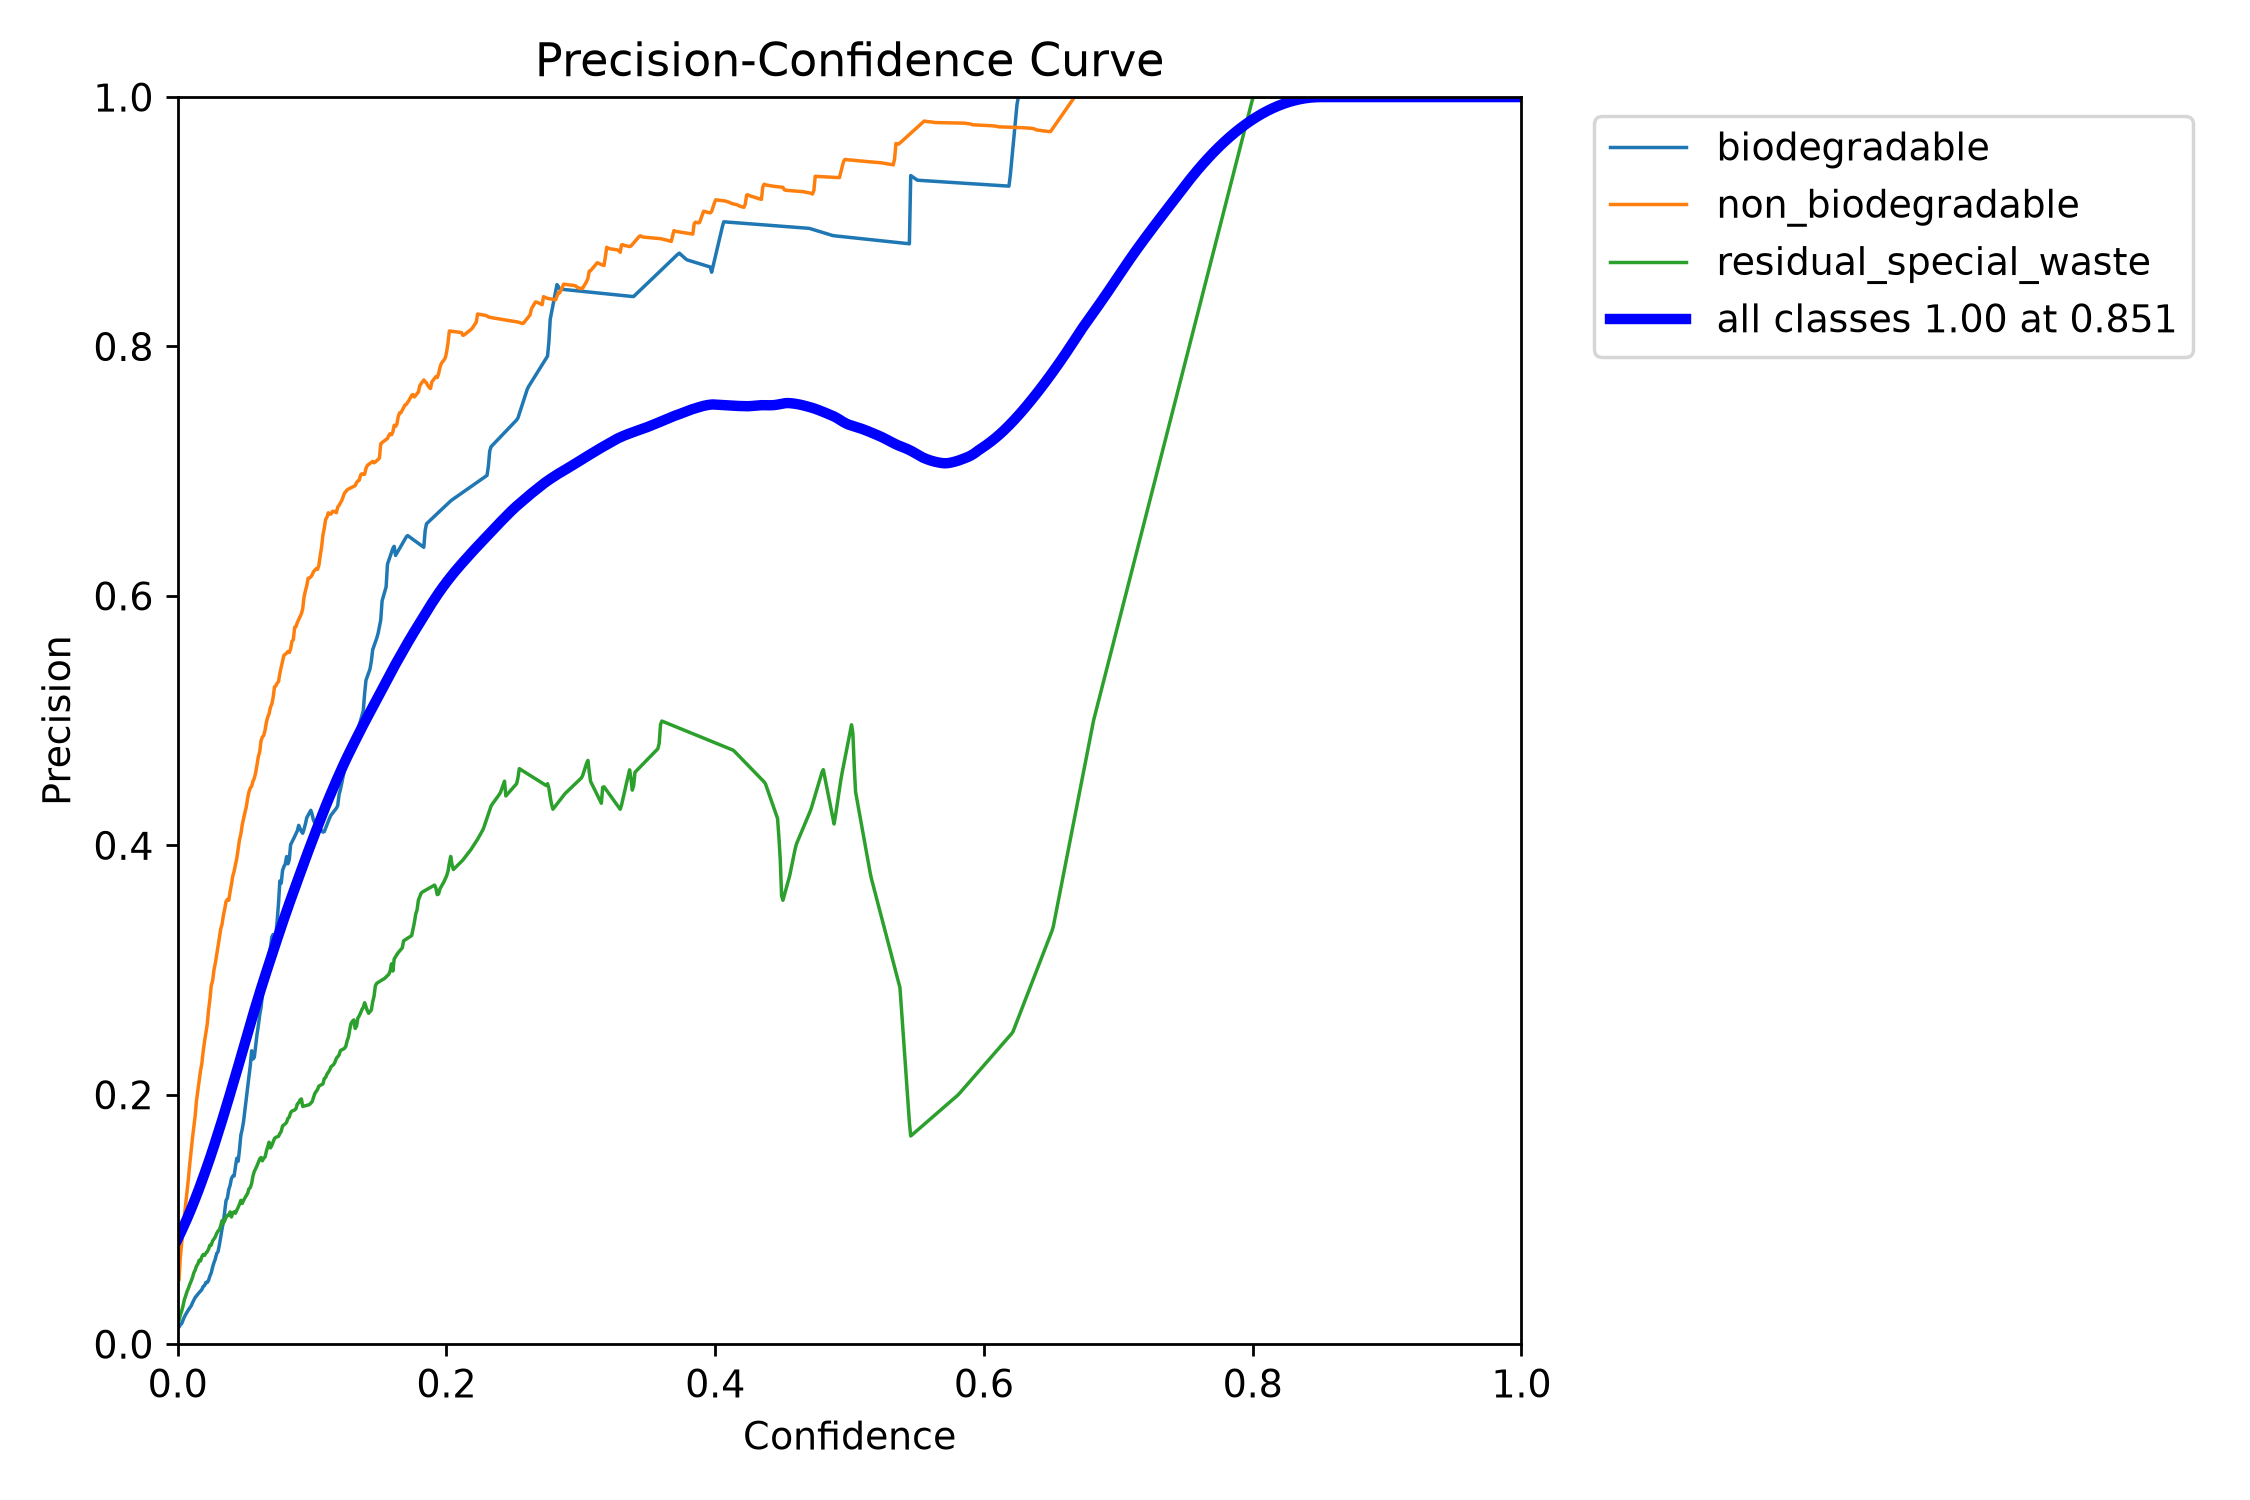 Precision-Confidence Curve
1.0
0.8
0.6
0.4
0.2
0.0
Precision
0.0 0.2 0.4 0.6 0.8 1.0
Confidence
biodegradable
non_biodegradable
residual_special_waste
all classes 1.00 at 0.851